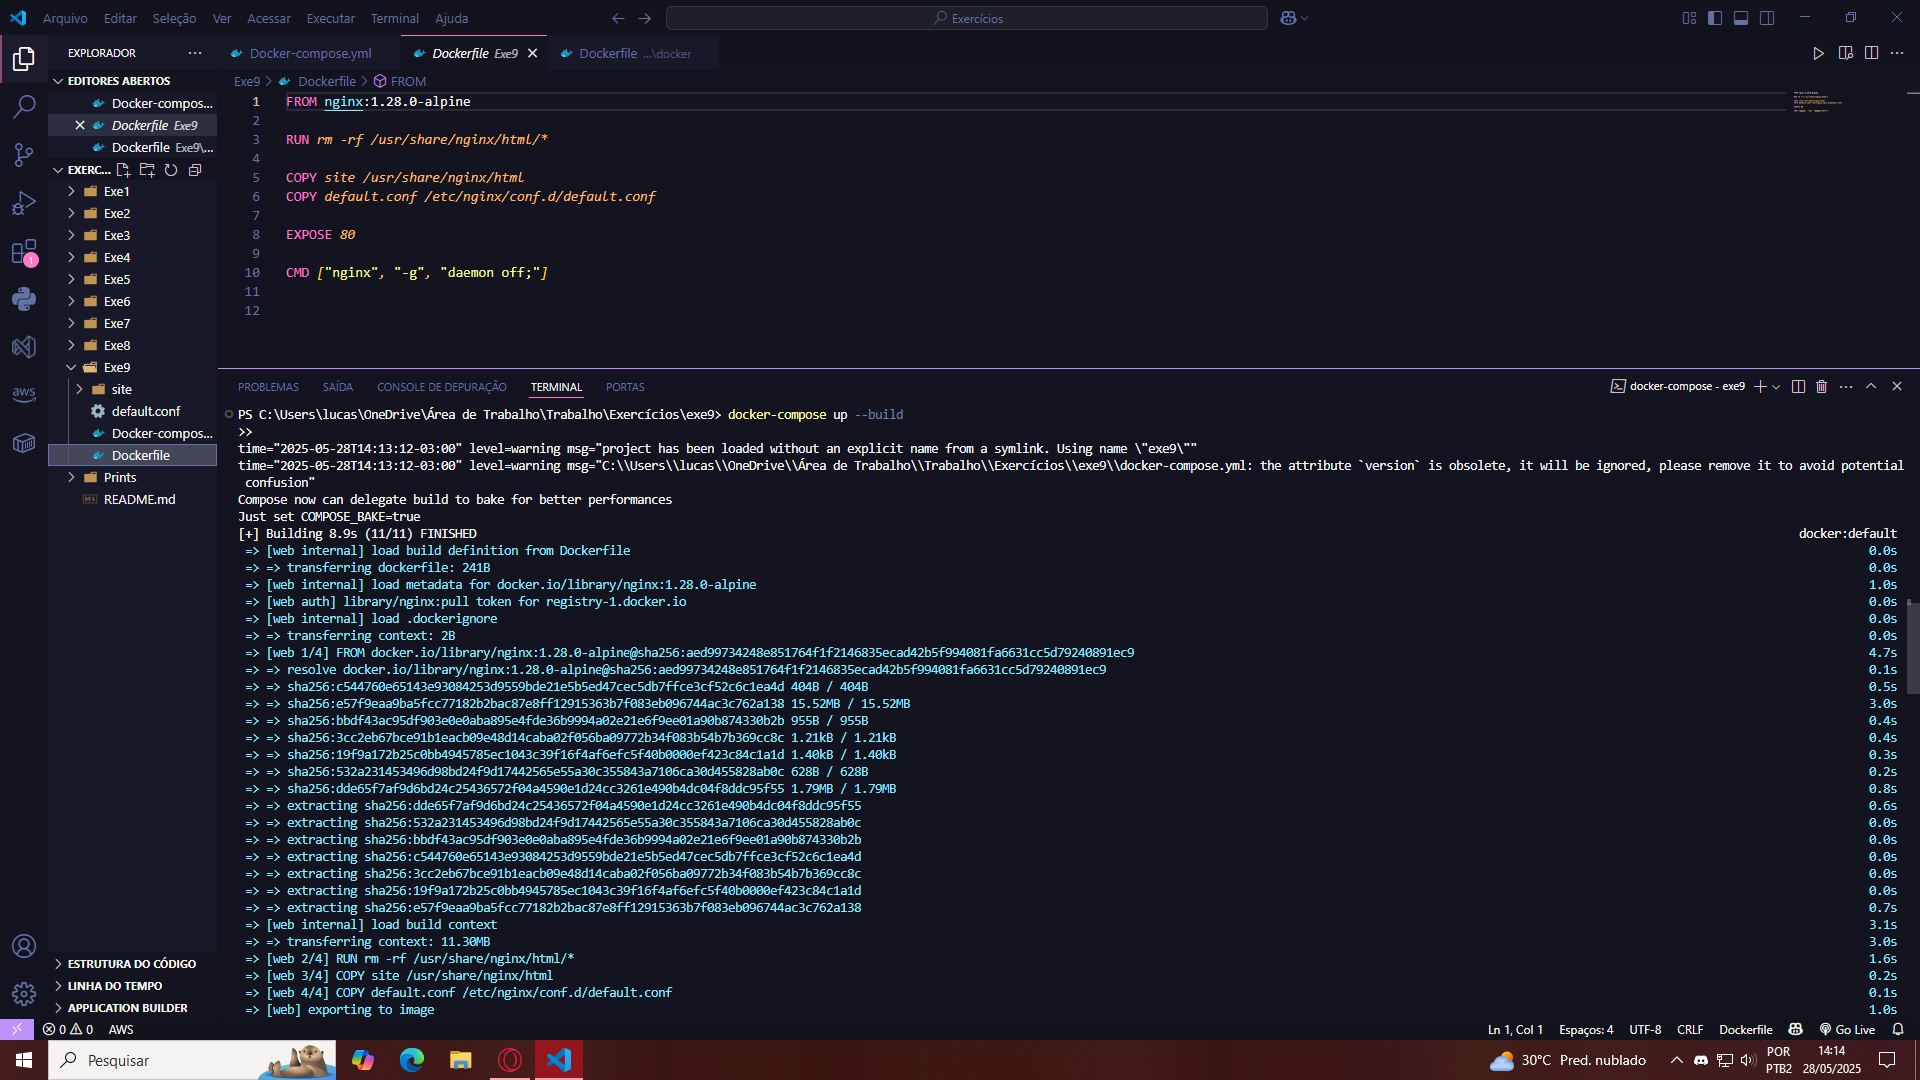 Arquivo Editar Seleção Ver Acessar Executar Terminal Ajuda
Exercícios
EXPLORADOR
EDITORES ABERTOS
Docker-compos...
Dockerfile Exe9
Dockerfile Exe9\...
EXERC...
Exe1
Exe2
Exe3
Exe4
Exe5
Exe6
Exe7
Exe8
Exe9
site
default.conf
Docker-compos...
Dockerfile
Prints
README.md
ESTRUTURA DO CÓDIGO
LINHA DO TEMPO
APPLICATION BUILDER
1
aws
Docker-compose.yml
Dockerfile Exe9
Dockerfile ...\docker
Exe9 > Dockerfile > FROM
1 FROM nginx:1.28.0-alpine
2
3 RUN rm -rf /usr/share/nginx/html/*
4
5 COPY site /usr/share/nginx/html
6 COPY default.conf /etc/nginx/conf.d/default.conf
7
8 EXPOSE 80
9
10 CMD ["nginx", "-g", "daemon off;"]
11
12
PROBLEMAS SAÍDA CONSOLE DE DEPURAÇÃO TERMINAL PORTAS
docker-compose - exe9
PS C:\Users\lucas\OneDrive\Área de Trabalho\Trabalho\Exercícios\exe9> docker-compose up --build
>>
time="2025-05-28T14:13:12-03:00" level=warning msg="project has been loaded without an explicit name from a symlink. Using name \"exe9\""
time="2025-05-28T14:13:12-03:00" level=warning msg="C:\\Users\\lucas\\OneDrive\\Área de Trabalho\\Trabalho\\Exercícios\\exe9\\docker-compose.yml: the attribute `version` is obsolete, it will be ignored, please remove it to avoid potential
confusion"
Compose now can delegate build to bake for better performances
Just set COMPOSE_BAKE=true
[+] Building 8.9s (11/11) FINISHED docker:default
=> [web internal] load build definition from Dockerfile 0.0s
=> => transferring dockerfile: 241B 0.0s
=> [web internal] load metadata for docker.io/library/nginx:1.28.0-alpine 1.0s
=> [web auth] library/nginx:pull token for registry-1.docker.io 0.0s
=> [web internal] load .dockerignore 0.0s
=> => transferring context: 2B 0.0s
=> [web 1/4] FROM docker.io/library/nginx:1.28.0-alpine@sha256:aed99734248e851764f1f2146835ecad42b5f994081fa6631cc5d79240891ec9 4.7s
=> => resolve docker.io/library/nginx:1.28.0-alpine@sha256:aed99734248e851764f1f2146835ecad42b5f994081fa6631cc5d79240891ec9 0.1s
=> => sha256:c544760e65143e93084253d9559bde21e5b5ed47cec5db7ffce3cf52c6c1ea4d 404B / 404B 0.5s
=> => sha256:e57f9eaa9ba5fcc77182b2bac87e8ff12915363b7f083eb096744ac3c762a138 15.52MB / 15.52MB 3.0s
=> => sha256:bbdf43ac95df903e0e0aba895e4fde36b9994a02e21e6f9ee01a90b874330b2b 955B / 955B 0.4s
=> => sha256:3cc2eb67bce91b1eacb09e48d14caba02f056ba09772b34f083b54b7b369cc8c 1.21kB / 1.21kB 0.4s
=> => sha256:19f9a172b25c0bb4945785ec1043c39f16f4af6efc5f40b0000ef423c84c1a1d 1.40kB / 1.40kB 0.3s
=> => sha256:532a231453496d98bd24f9d17442565e55a30c355843a7106ca30d455828ab0c 628B / 628B 0.2s
=> => sha256:dde65f7af9d6bd24c25436572f04a4590e1d24cc3261e490b4dc04f8ddc95f55 1.79MB / 1.79MB 0.8s
=> => extracting sha256:dde65f7af9d6bd24c25436572f04a4590e1d24cc3261e490b4dc04f8ddc95f55 0.6s
=> => extracting sha256:532a231453496d98bd24f9d17442565e55a30c355843a7106ca30d455828ab0c 0.0s
=> => extracting sha256:bbdf43ac95df903e0e0aba895e4fde36b9994a02e21e6f9ee01a90b874330b2b 0.0s
=> => extracting sha256:c544760e65143e93084253d9559bde21e5b5ed47cec5db7ffce3cf52c6c1ea4d 0.0s
=> => extracting sha256:3cc2eb67bce91b1eacb09e48d14caba02f056ba09772b34f083b54b7b369cc8c 0.0s
=> => extracting sha256:19f9a172b25c0bb4945785ec1043c39f16f4af6efc5f40b0000ef423c84c1a1d 0.0s
=> => extracting sha256:e57f9eaa9ba5fcc77182b2bac87e8ff12915363b7f083eb096744ac3c762a138 0.7s
=> [web internal] load build context 3.1s
=> => transferring context: 11.30MB 3.0s
=> [web 2/4] RUN rm -rf /usr/share/nginx/html/* 1.6s
=> [web 3/4] COPY site /usr/share/nginx/html 0.2s
=> [web 4/4] COPY default.conf /etc/nginx/conf.d/default.conf 0.1s
=> [web] exporting to image 1.0s
0 0 AWS
Ln 1, Col 1 Espaços: 4 UTF-8 CRLF Dockerfile Go Live
Pesquisar
30°C Pred. nublado
POR
PTB2
14:14
28/05/2025